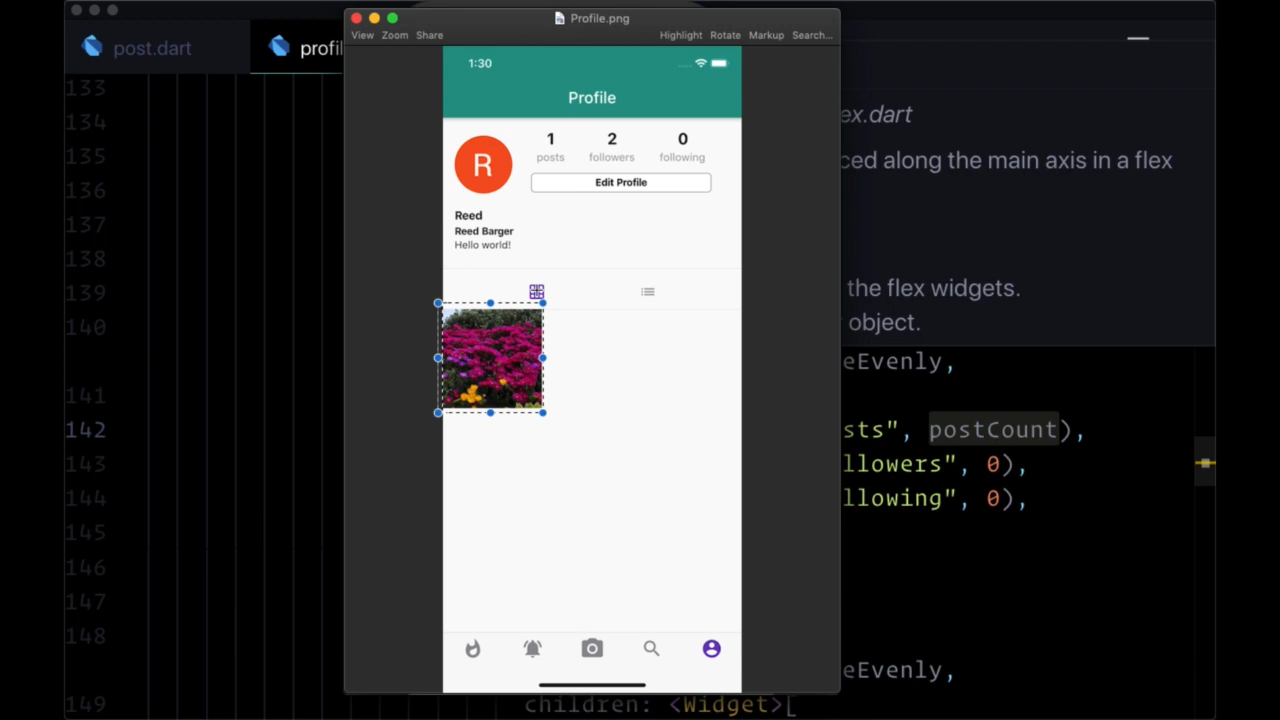 Profile.png
View Zoom Share Highlight Rotate Markup Search...
post.dart
profil
1:30
Profile
1 2 0
posts followers following
Edit Profile
R
Reed
Reed Barger
Hello world!
ex.dart
ced along the main axis in a flex
the flex widgets.
object.
eEvenly,
sts", postCount),
llowers", 0),
llowing", 0),
eEvenly,
children: <Widget>[
133
134
135
136
137
138
139
140
141
142
143
144
145
146
147
148
149